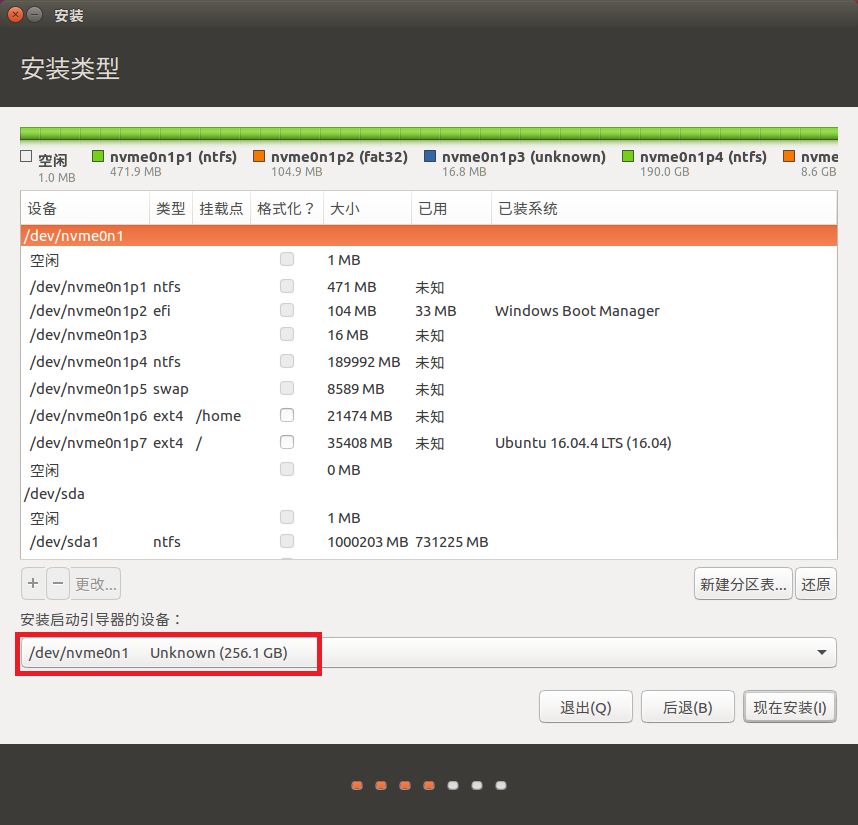 安装
安装类型
空闲 nvme0n1p1 (ntfs) nvme0n1p2 (fat32) nvme0n1p3 (unknown) nvme0n1p4 (ntfs) nvme
1.0 MB 471.9 MB 104.9 MB 16.8 MB 190.0 GB 8.6 GB
设备 类型 挂载点 格式化？ 大小 已用 已装系统
/dev/nvme0n1
空闲 1 MB
/dev/nvme0n1p1 ntfs 471 MB 未知
/dev/nvme0n1p2 efi 104 MB 33 MB Windows Boot Manager
/dev/nvme0n1p3 16 MB 未知
/dev/nvme0n1p4 ntfs 189992 MB 未知
/dev/nvme0n1p5 swap 8589 MB 未知
/dev/nvme0n1p6 ext4 /home 21474 MB 未知
/dev/nvme0n1p7 ext4 / 35408 MB 未知 Ubuntu 16.04.4 LTS (16.04)
空闲 0 MB
/dev/sda
空闲 1 MB
/dev/sda1 ntfs 1000203 MB 731225 MB
+ − 更改... 新建分区表... 还原
安装启动引导器的设备：
/dev/nvme0n1 Unknown (256.1 GB)
退出(Q) 后退(B) 现在安装(I)